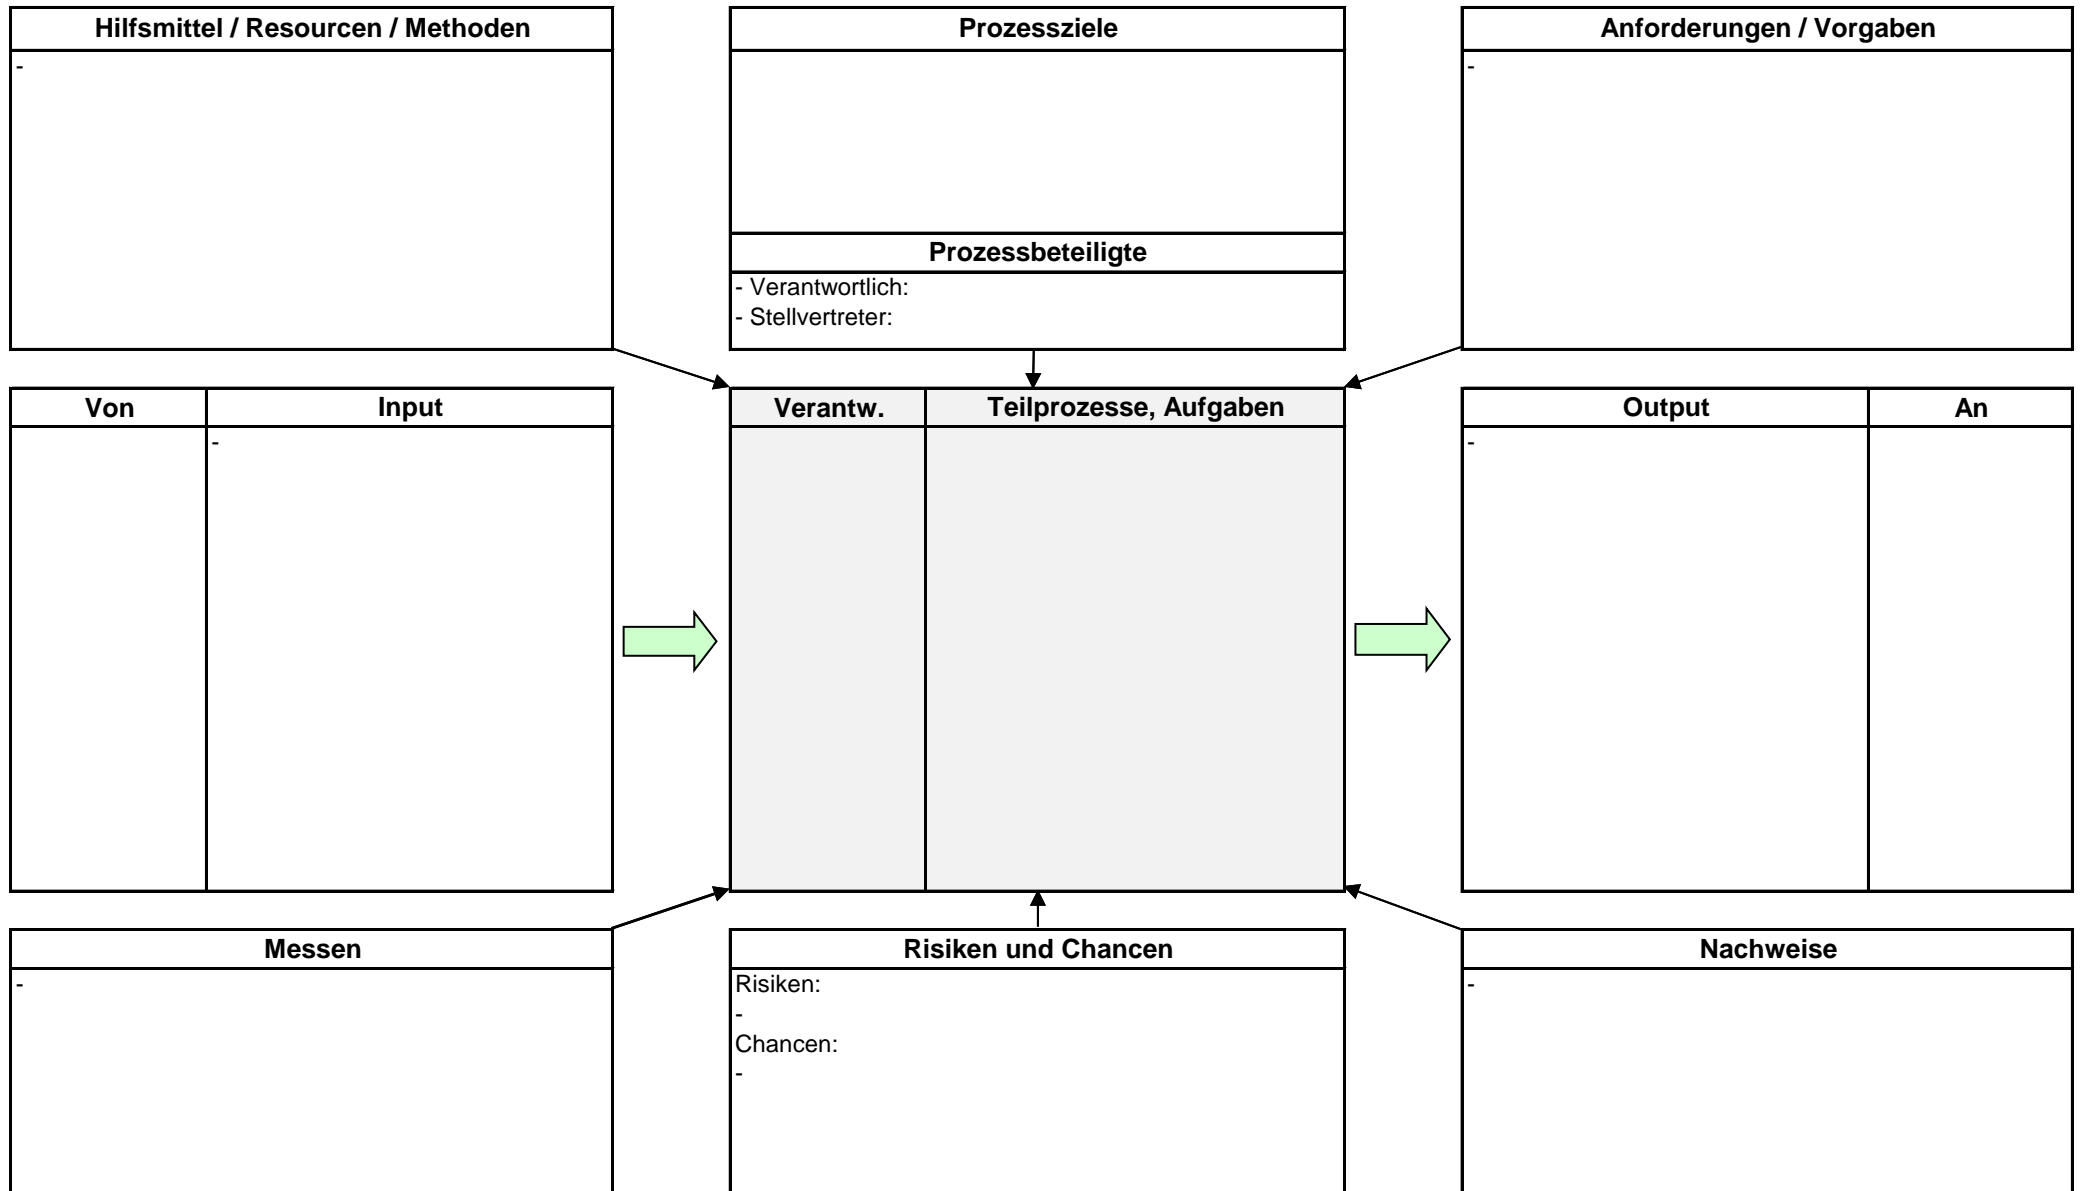 Hilfsmittel / Resourcen / Methoden
-
Prozessziele
Prozessbeteiligte
- Verantwortlich:
- Stellvertreter:
Anforderungen / Vorgaben
-
Von Input
-
Verantw. Teilprozesse, Aufgaben
Output An
-
Messen
-
Risiken und Chancen
Risiken:
-
Chancen:
-
Nachweise
-